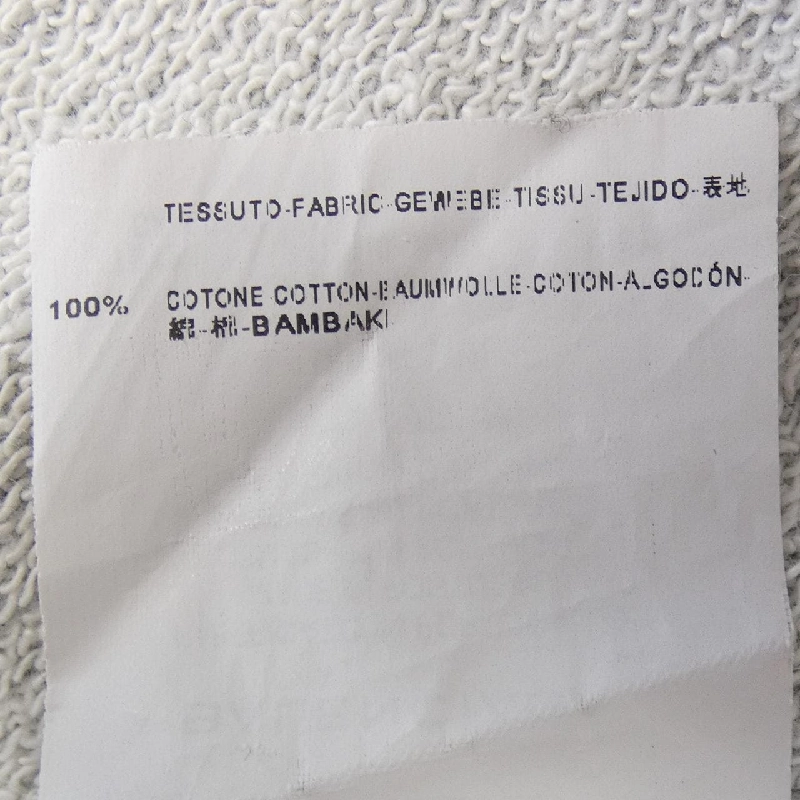 TESSUTO-FABRIC-GEWEBE-TISSU-TEJIDO-表地
100% COTONE-COTTON-BAUMWOLLE-COTON-ALGODÓN-
綿-棉-BAMBAKI